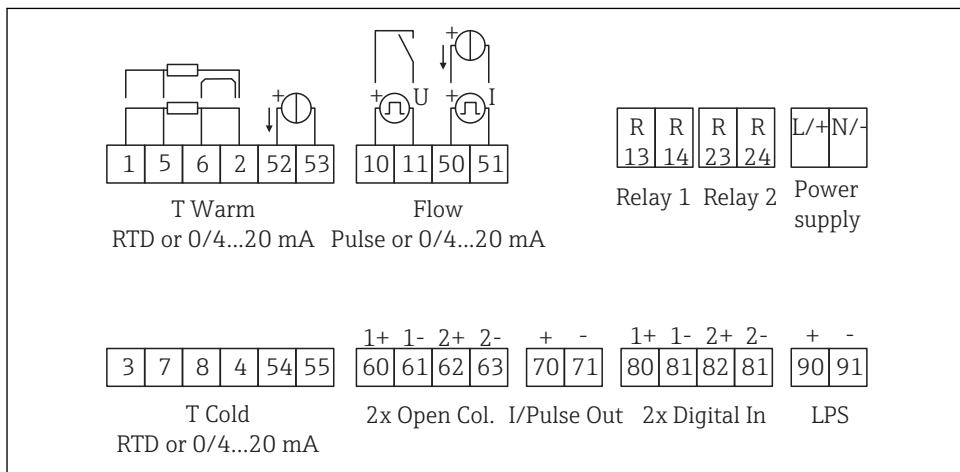 + +
+ + U + I
R R R R L/+ N/-
1 5 6 2 52 53 10 11 50 51 13 14 23 24
T Warm Flow Relay 1 Relay 2 Power
RTD or 0/4...20 mA Pulse or 0/4...20 mA supply
1+ 1- 2+ 2- + - 1+ 1- 2+ 2- + -
3 7 8 4 54 55 60 61 62 63 70 71 80 81 82 81 90 91
T Cold 2x Open Col. I/Pulse Out 2x Digital In LPS
RTD or 0/4...20 mA